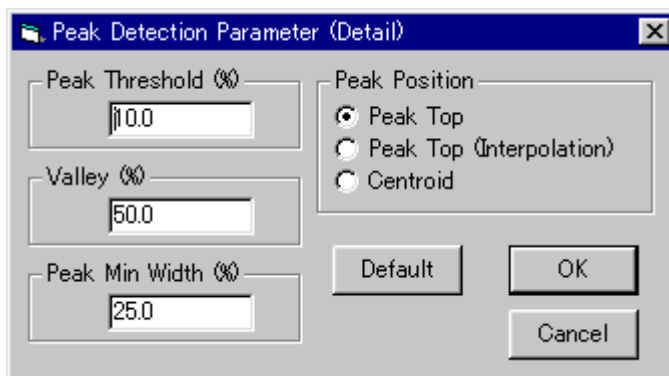 Peak Detection Parameter (Detail)
Peak Threshold (%)
10.0
Valley (%)
50.0
Peak Min Width (%)
25.0
Peak Position
Peak Top
Peak Top (Interpolation)
Centroid
Default
OK
Cancel